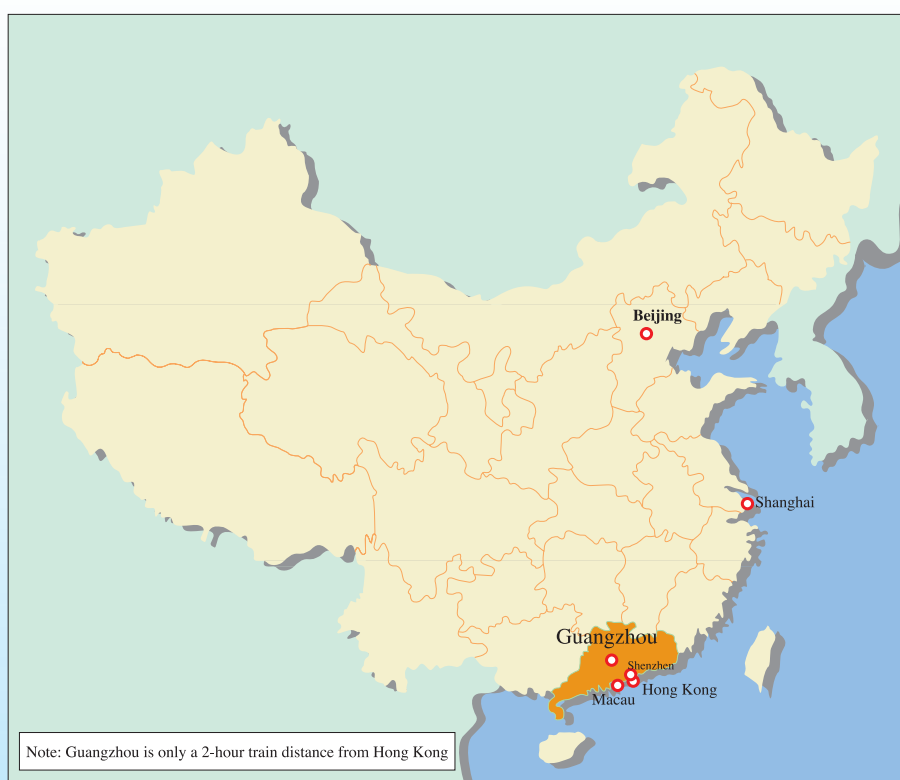 Beijing
Shanghai
Guangzhou
Shenzhen
Hong Kong
Macau
Note: Guangzhou is only a 2-hour train distance from Hong Kong